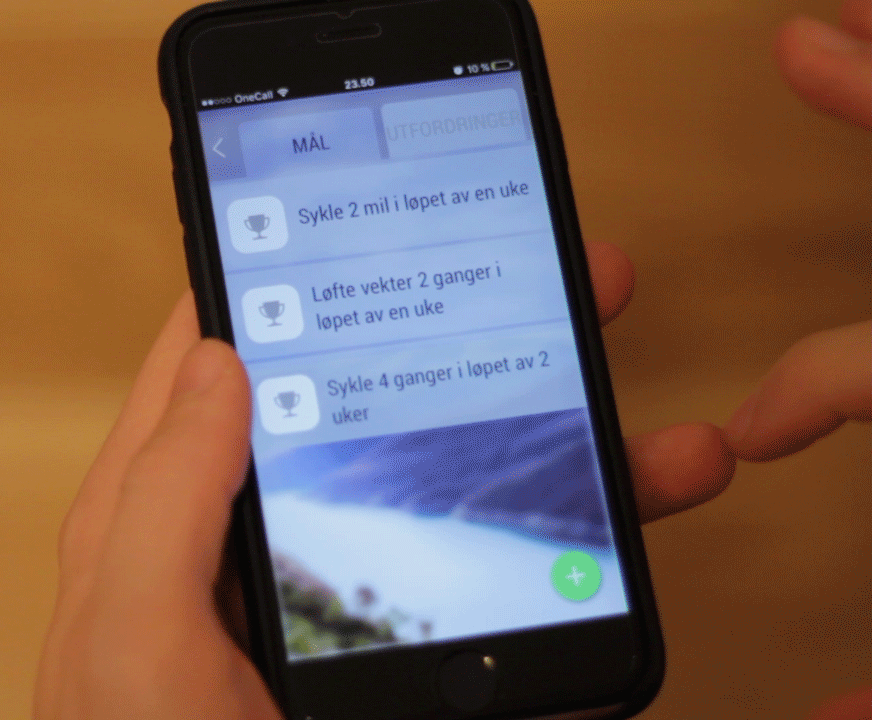 OneCall 23.50 10 %
MÅL UTFORDRINGER
Sykle 2 mil i løpet av en uke
Løfte vekter 2 ganger i
løpet av en uke
Sykle 4 ganger i løpet av 2
uker